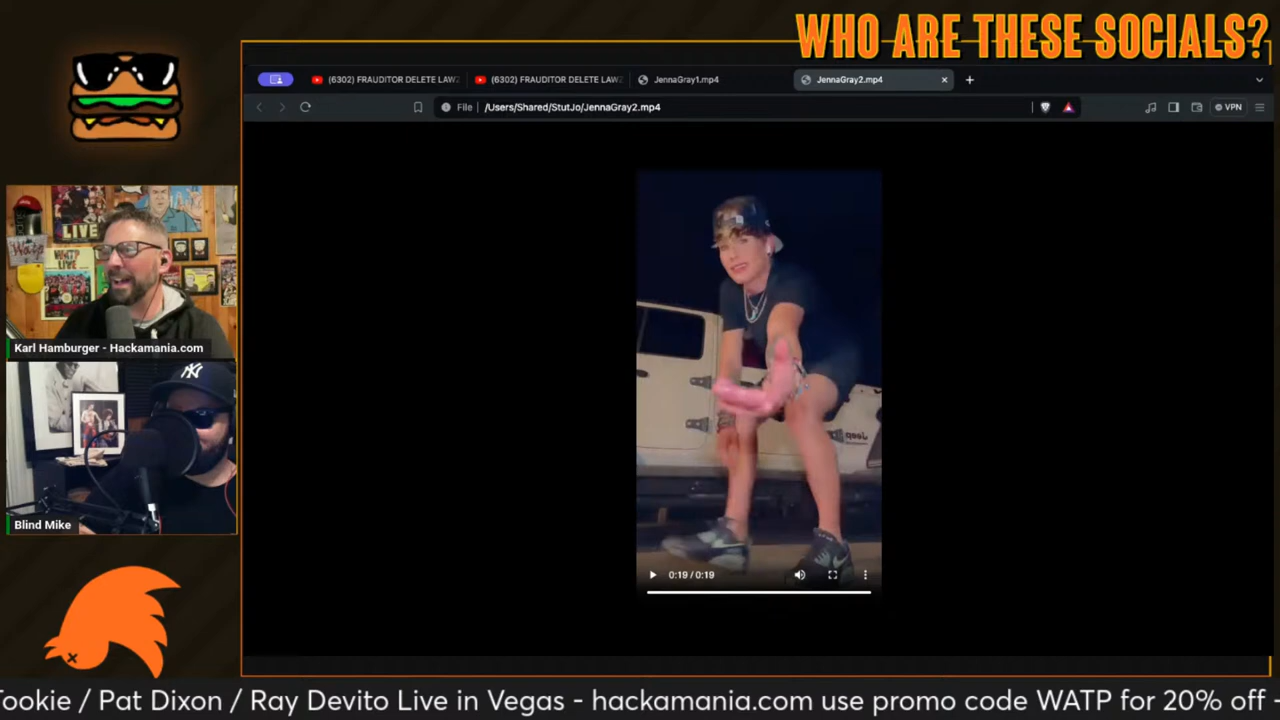 WHO ARE THESE SOCIALS?
(6302) FRAUDITOR DELETE LAW
(6302) FRAUDITOR DELETE LAW
JennaGray1.mp4
JennaGray2.mp4
File
/Users/Shared/StutJo/JennaGray2.mp4
VPN
LIVE
WATP
LIVE
Karl Hamburger - Hackamania.com
NY
Blind Mike
Jeep
0:19 / 0:19
Tookie / Pat Dixon / Ray Devito Live in Vegas - hackamania.com use promo code WATP for 20% off -